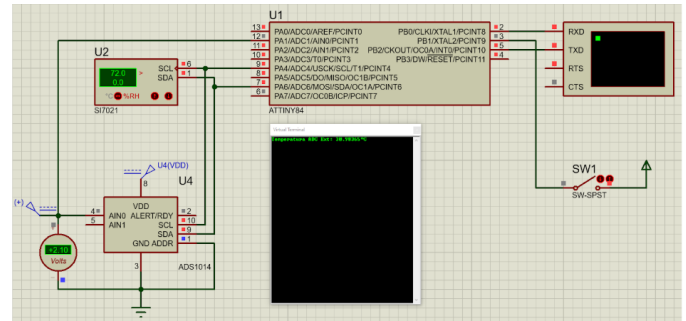 U1
13 PA0/ADC0/AREF/PCINT0 PB0/CLKI/XTAL1/PCINT8 2
12 PA1/ADC1/AIN0/PCINT1 PB1/XTAL2/PCINT9 3
11 PA2/ADC2/AIN1/PCINT2 PB2/CKOUT/OC0A/INT0/PCINT10 5
10 PA3/ADC3/T0/PCINT3 PB3/DW/RESET/PCINT11 4
9 PA4/ADC4/USCK/SCL/T1/PCINT4
8 PA5/ADC5/DO/MISO/OC1B/PCINT5
7 PA6/ADC6/MOSI/SDA/OC1A/PCINT6
6 PA7/ADC7/OC0B/ICP/PCINT7
ATTINY84
RXD
TXD
RTS
CTS
U2
72.0
0.0
°C %RH
SCL 6
SDA 1
SI7021
Virtual Terminal
U4(VDD)
8
U4
VDD
4 AIN0 ALERT/RDY 2
5 AIN1 SCL 10
SDA 9
GND ADDR 1
3
ADS1014
(+)
+2.10
Volts
SW1
SW-SPST